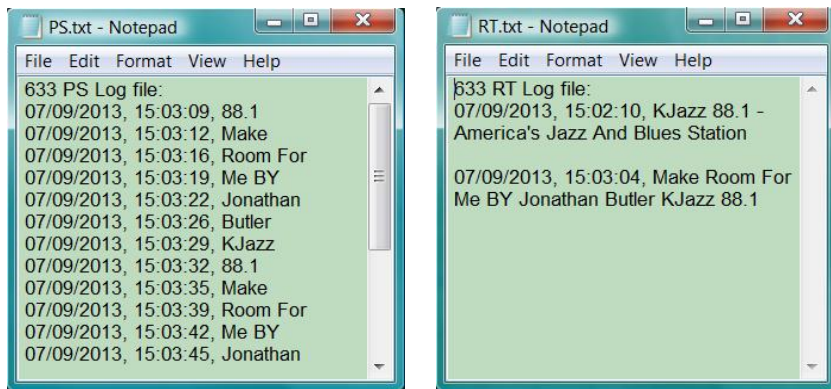 PS.txt - Notepad
File Edit Format View Help
633 PS Log file:
07/09/2013, 15:03:09, 88.1
07/09/2013, 15:03:12, Make
07/09/2013, 15:03:16, Room For
07/09/2013, 15:03:19, Me BY
07/09/2013, 15:03:22, Jonathan
07/09/2013, 15:03:26, Butler
07/09/2013, 15:03:29, KJazz
07/09/2013, 15:03:32, 88.1
07/09/2013, 15:03:35, Make
07/09/2013, 15:03:39, Room For
07/09/2013, 15:03:42, Me BY
07/09/2013, 15:03:45, Jonathan
RT.txt - Notepad
File Edit Format View Help
633 RT Log file:
07/09/2013, 15:02:10, KJazz 88.1 -
America's Jazz And Blues Station
07/09/2013, 15:03:04, Make Room For
Me BY Jonathan Butler KJazz 88.1